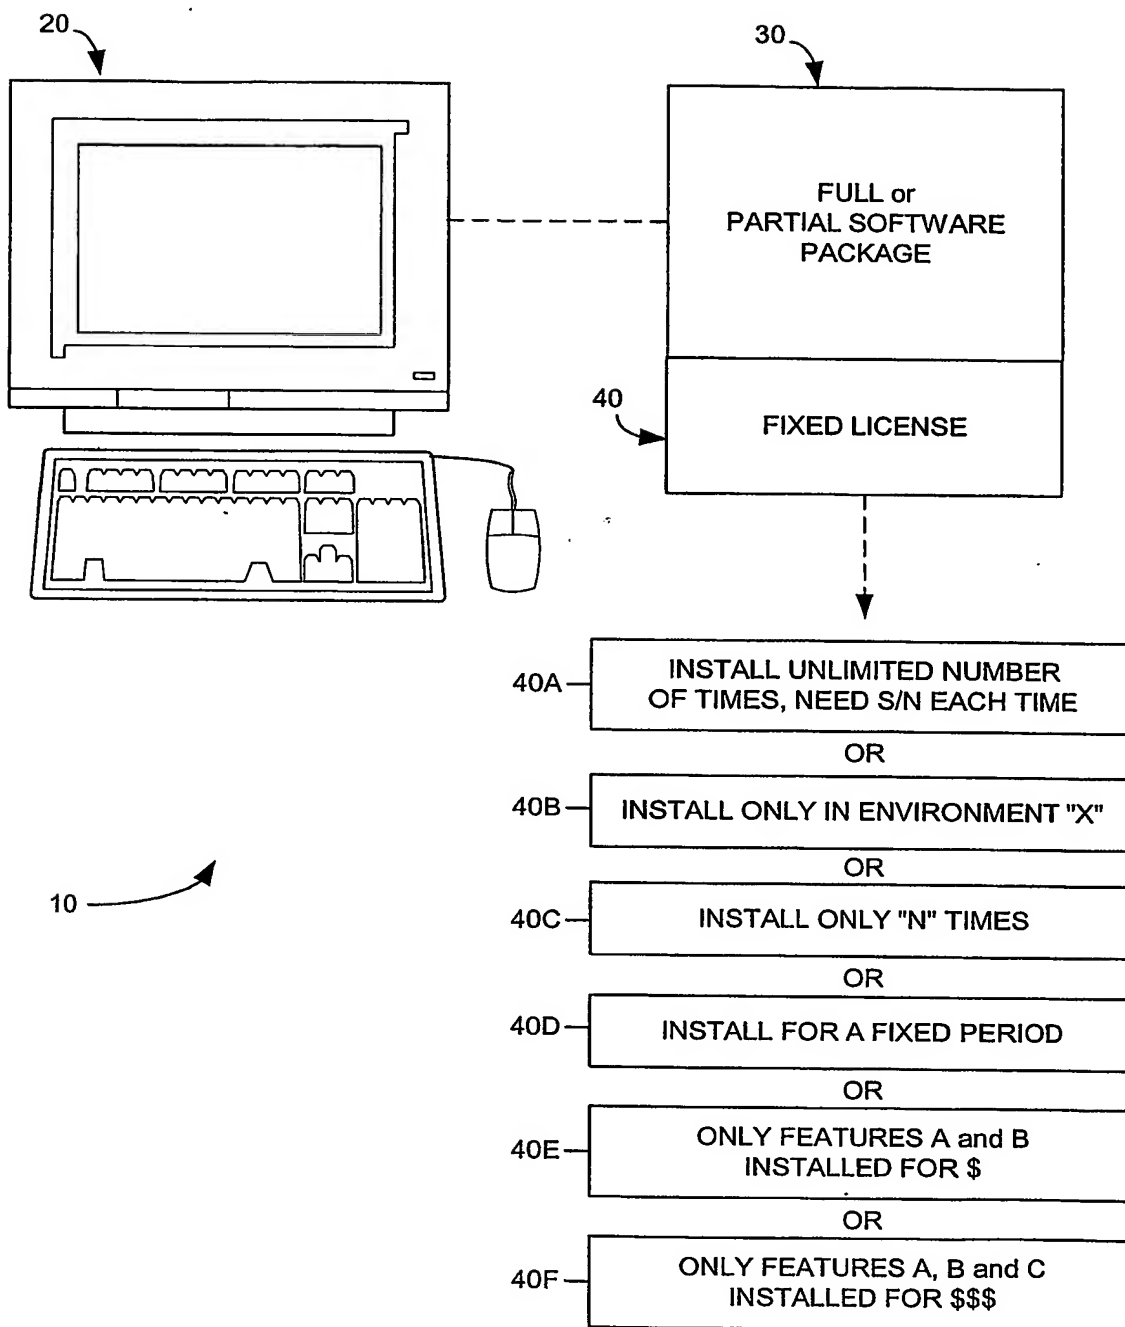 20
30
FULL or
PARTIAL SOFTWARE
PACKAGE
40
FIXED LICENSE
40A
INSTALL UNLIMITED NUMBER
OF TIMES, NEED S/N EACH TIME
OR
40B
INSTALL ONLY IN ENVIRONMENT "X"
OR
10
40C
INSTALL ONLY "N" TIMES
OR
40D
INSTALL FOR A FIXED PERIOD
OR
40E
ONLY FEATURES A and B
INSTALLED FOR $
OR
40F
ONLY FEATURES A, B and C
INSTALLED FOR $$$